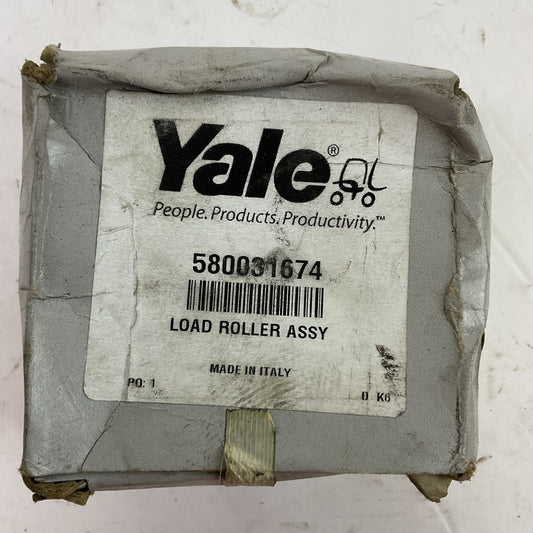 Yale®
People. Products. Productivity.™
580031674
LOAD ROLLER ASSY
MADE IN ITALY
PQ: 1
D K6